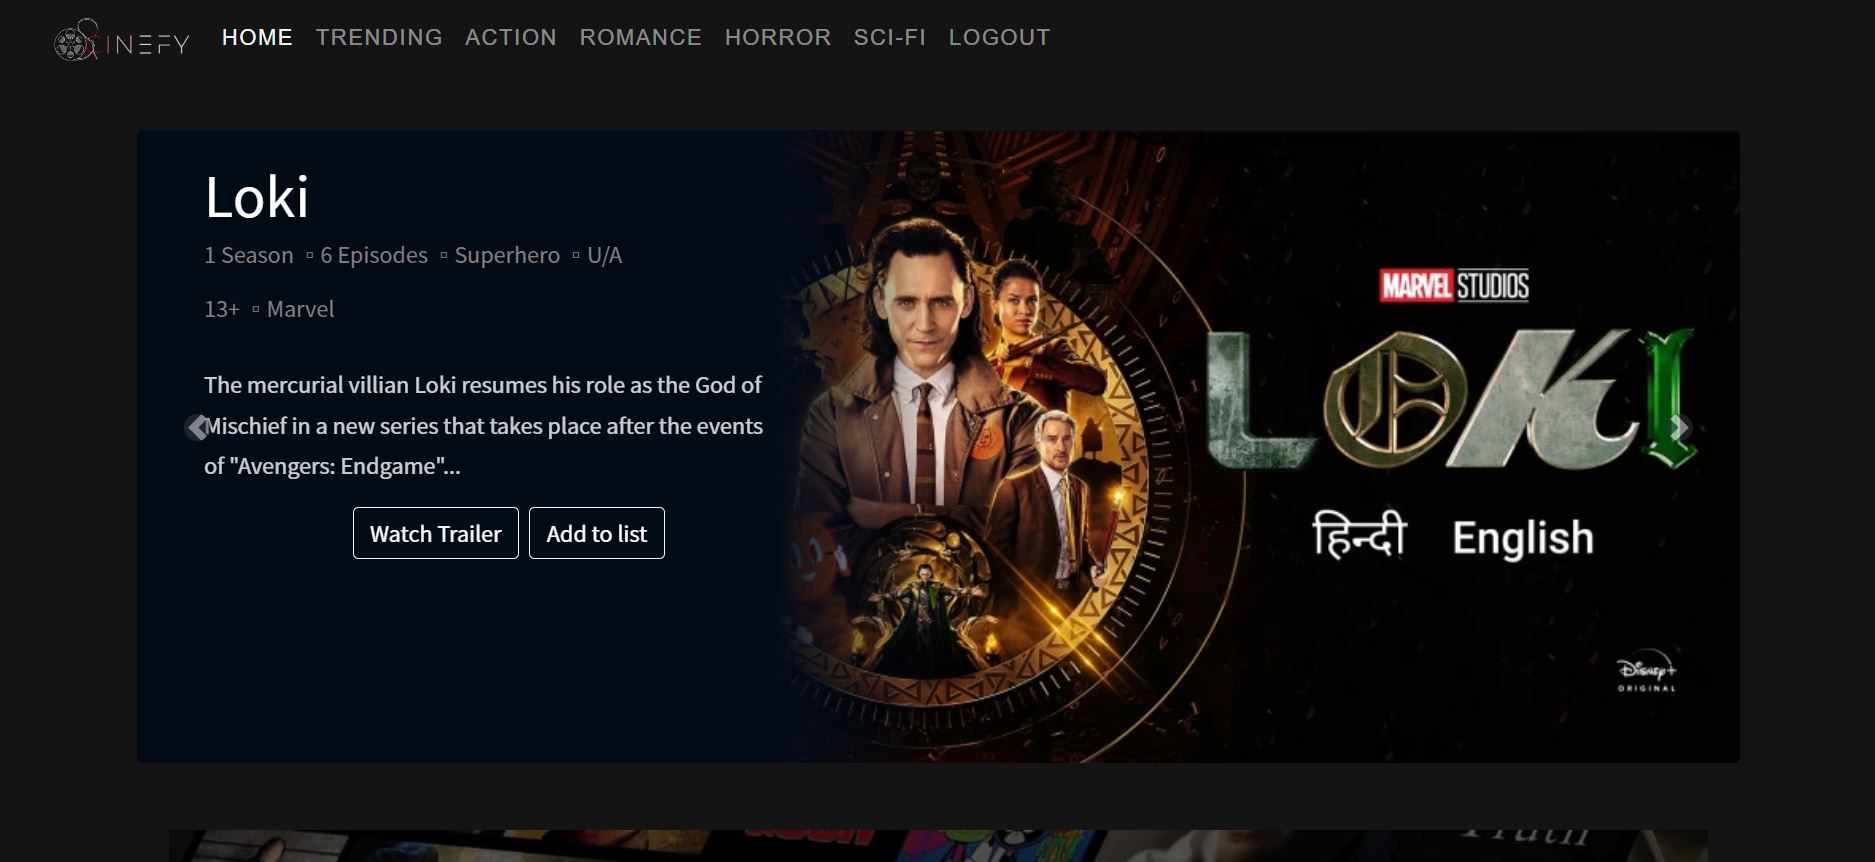 CINEFY HOME TRENDING ACTION ROMANCE HORROR SCI-FI LOGOUT
Loki
1 Season ▫ 6 Episodes ▫ Superhero ▫ U/A
13+ ▫ Marvel
The mercurial villian Loki resumes his role as the God of
Mischief in a new series that takes place after the events
of "Avengers: Endgame"...
Watch Trailer Add to list
MARVEL STUDIOS
LOKI
हिन्दी English
Disney+
ORIGINAL
Truth